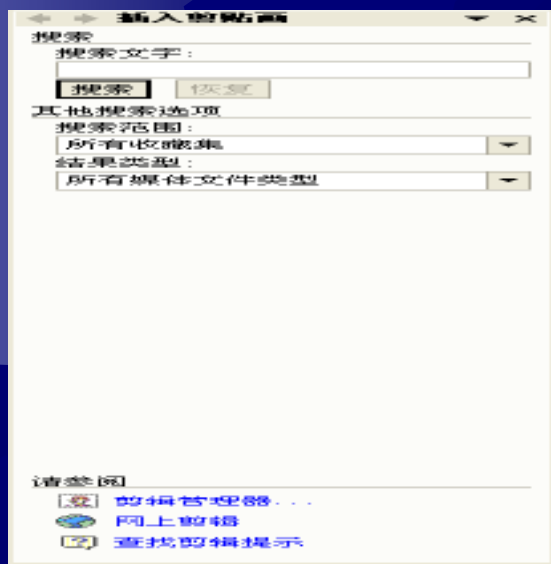 插入剪贴画
搜索
搜索文字:
搜索 恢复
其他搜索选项
搜索范围:
所有收藏集
结果类型:
所有媒体文件类型
请参阅
剪辑管理器...
网上剪辑
查找剪辑提示